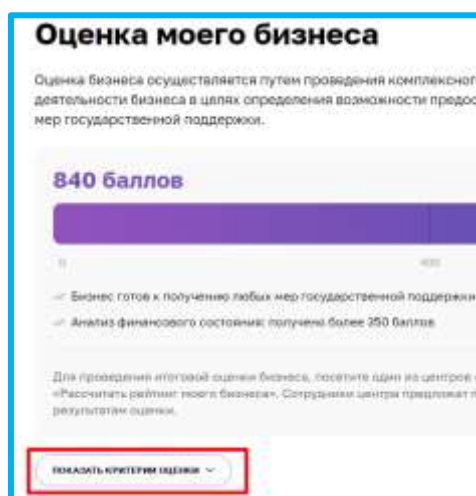 Оценка моего бизнеса
Оценка бизнеса осуществляется путем проведения комплексног
деятельности бизнеса в целях определения возможности предос
мер государственной поддержки.
840 баллов
0 400
Бизнес готов к получению любых мер государственной поддержки
Анализ финансового состояния: получено более 350 баллов
Для проведения итоговой оценки бизнеса, посетите один из центров
«Рассчитать рейтинг моего бизнеса». Сотрудники центра предложат п
результатам оценки.
ПОКАЗАТЬ КРИТЕРИИ ОЦЕНКИ